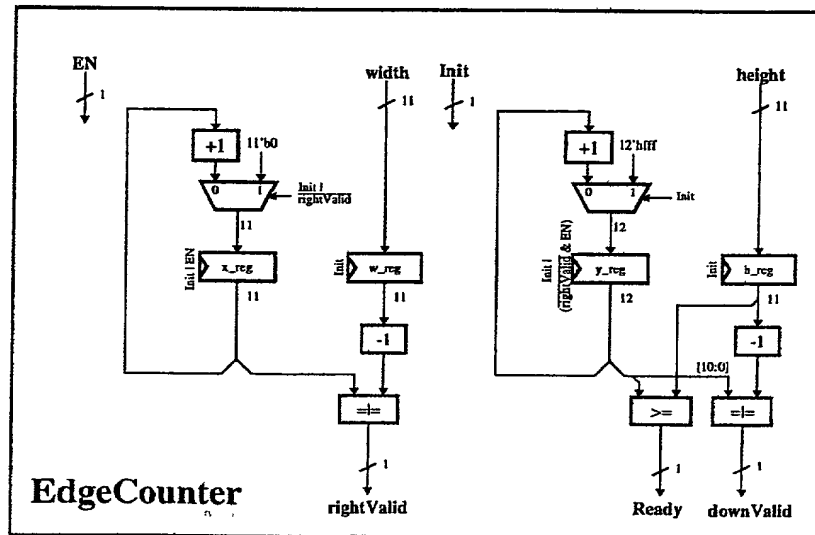 EN
1
width
11
Init
1
height
11
+1
11'b0
0 1
Init |
rightValid
11
Init | EN
x_reg
11
Init
w_reg
11
-1
=|=
1
rightValid
+1
12'hfff
0 1
Init
12
Init |
(rightValid & EN)
y_reg
12
Init
h_reg
11
-1
[10:0]
>=
=|=
1
1
Ready
downValid
EdgeCounter